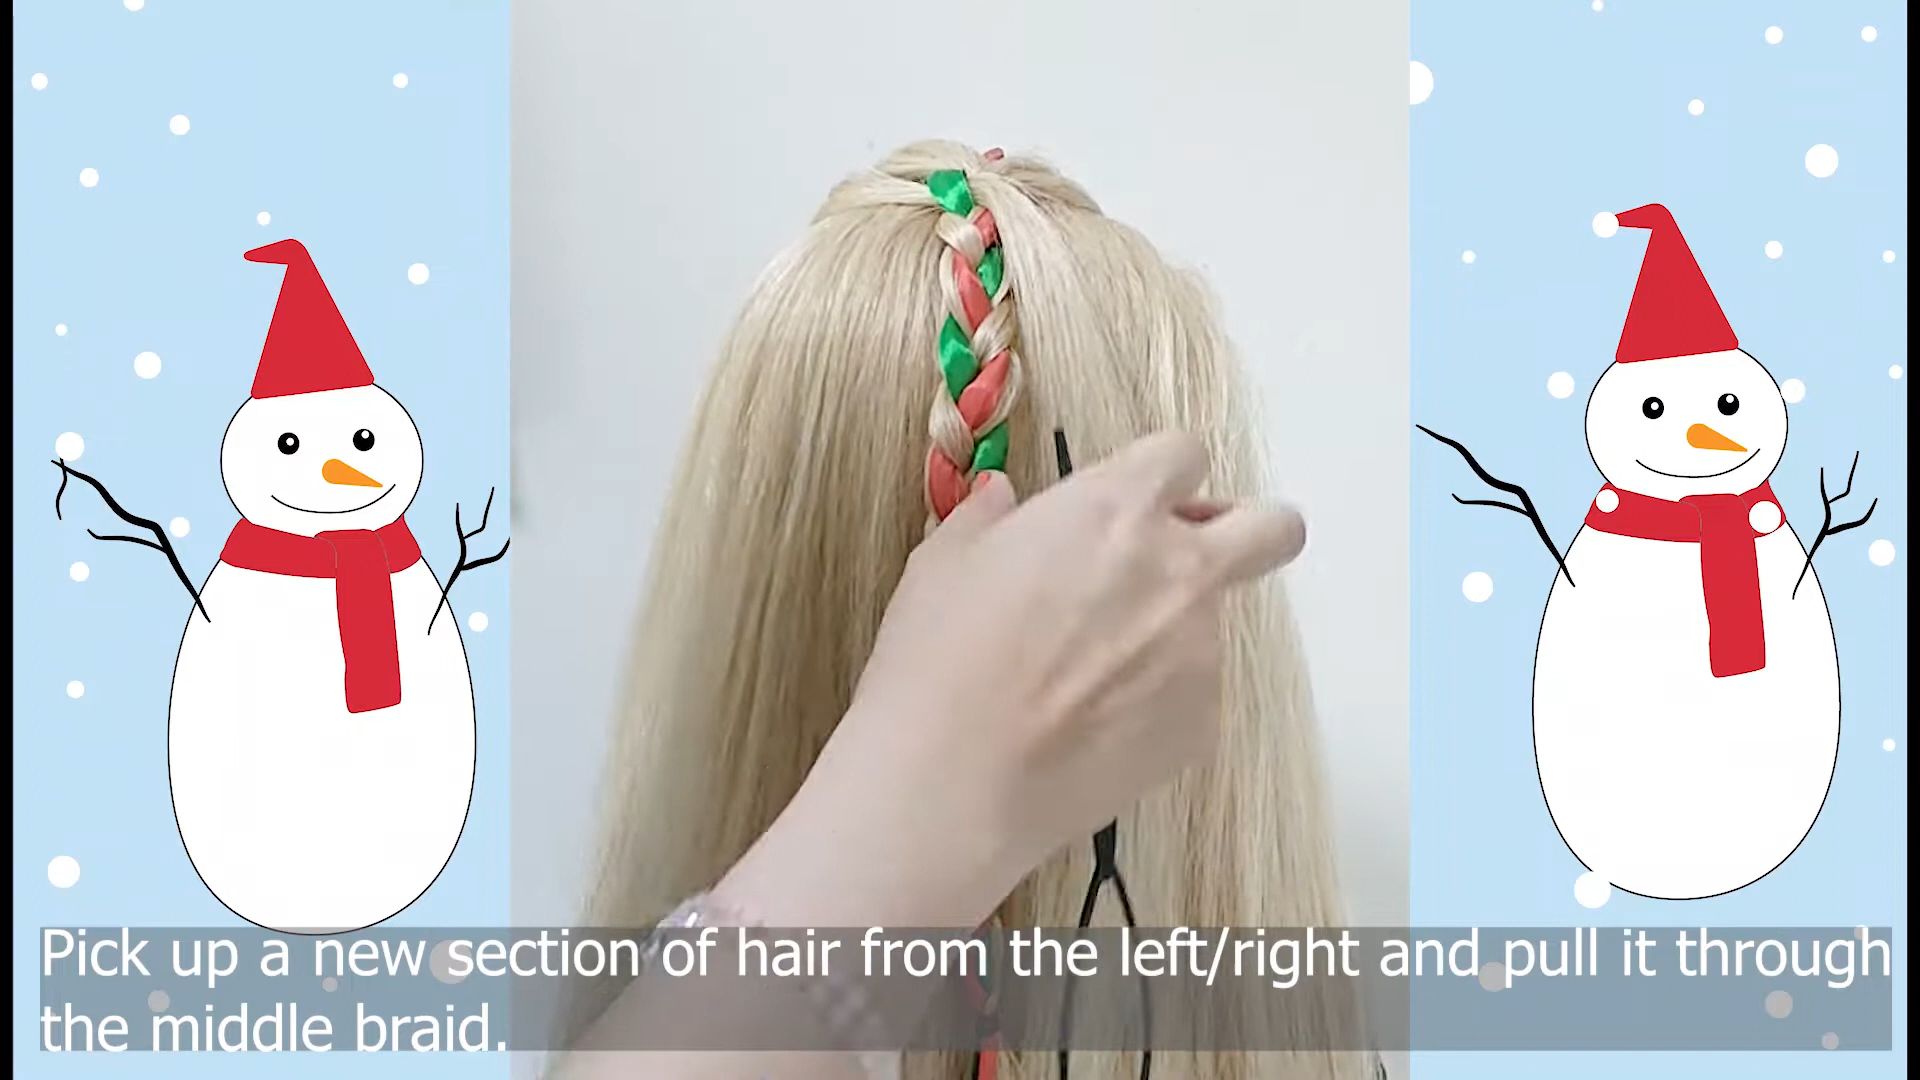 Pick up a new section of hair from the left/right and pull it through
the middle braid.